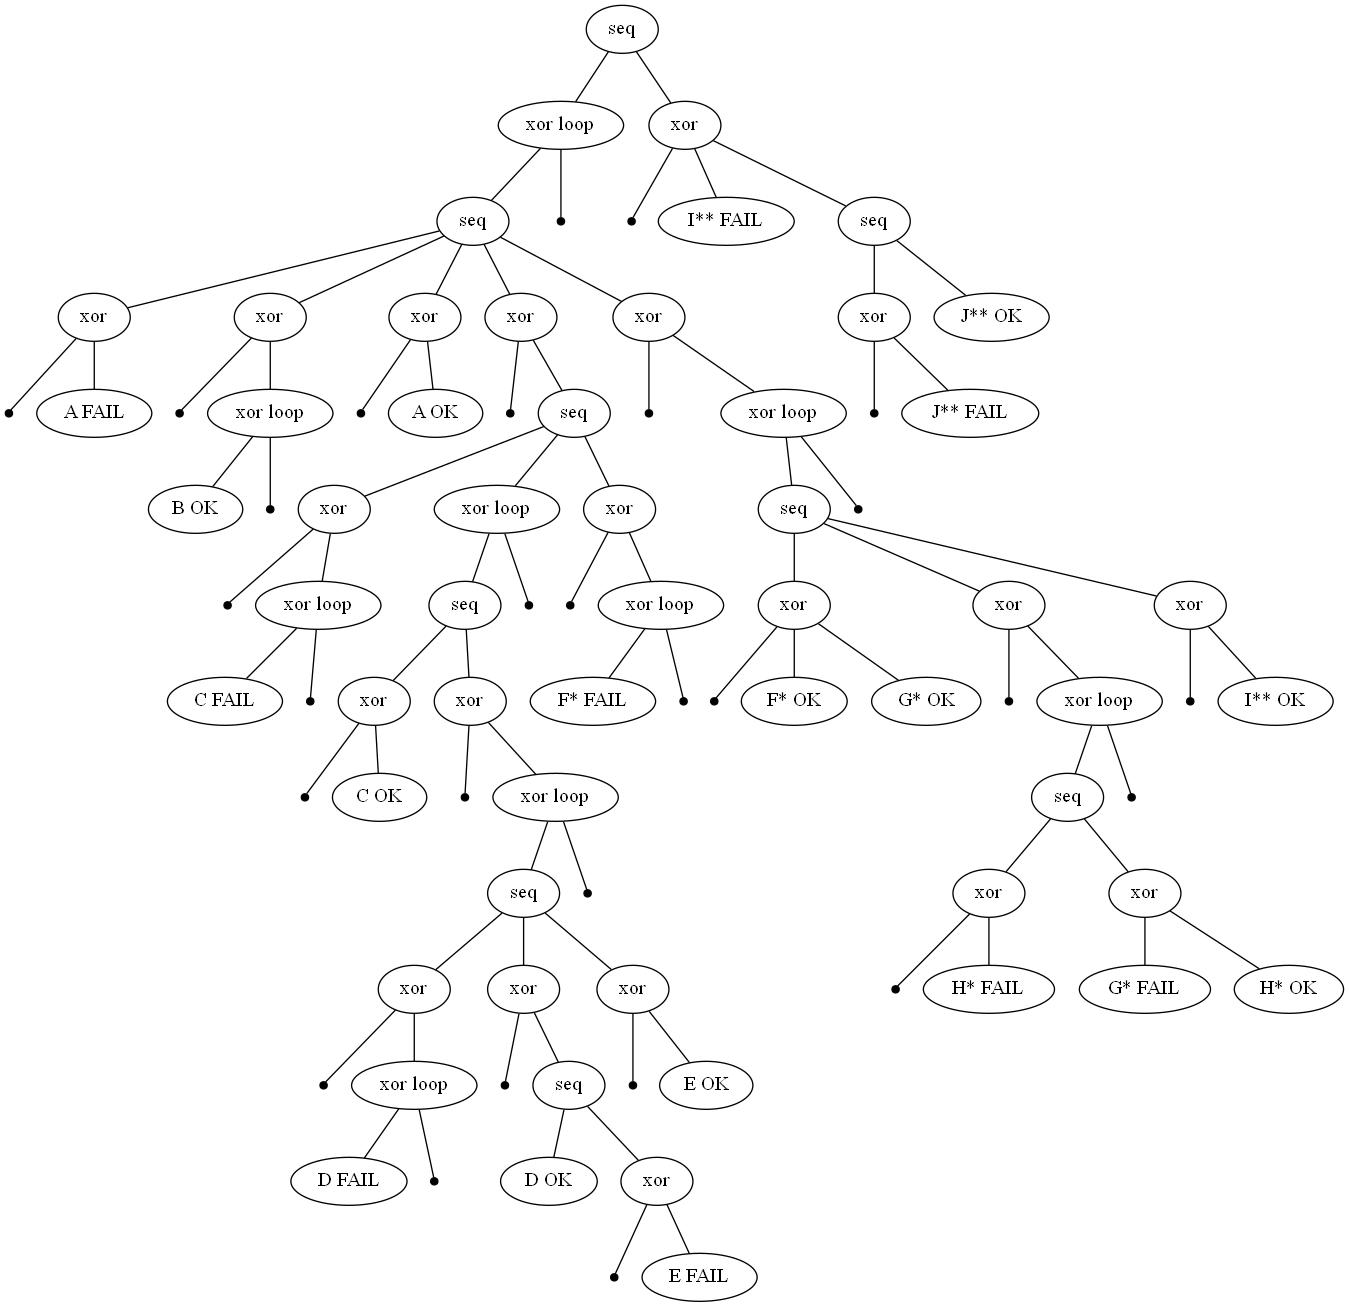 seq
xor loop
xor
seq
I** FAIL
seq
xor
xor
xor
xor
xor
xor
J** OK
A FAIL
xor loop
A OK
seq
xor loop
J** FAIL
B OK
xor
xor loop
xor
seq
xor loop
seq
xor loop
xor
xor
xor
C FAIL
xor
xor
F* FAIL
F* OK
G* OK
xor loop
I** OK
C OK
xor loop
seq
seq
xor
xor
xor
xor
xor
H* FAIL
G* FAIL
H* OK
xor loop
seq
E OK
D FAIL
D OK
xor
E FAIL